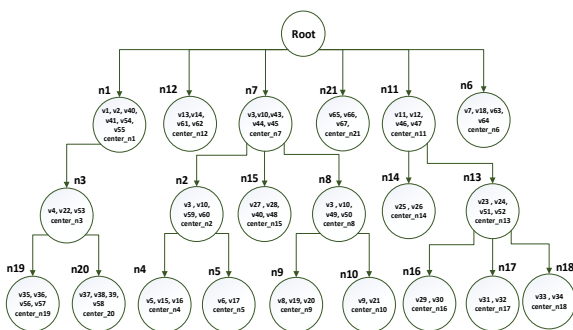 Root
n1
n12
n7
n21
n11
n6
v1, v2, v40,
v41, v54,
v55
center_n1
v13,v14,
v61, v62
center_n12
v3,v10,v43,
v44, v45
center_n7
v65, v66,
v67,
center_n21
v11, v12,
v46, v47
center_n11
v7, v18, v63,
v64
center_n6
n3
n2
n15
n8
n14
n13
v4, v22, v53
center_n3
v3 , v10,
v59, v60
center_n2
v27 , v28,
v40, v48
center_n15
v3 , v10,
v49, v50
center_n8
v25 , v26
center_n14
v23 , v24,
v51, v52
center_n13
n19
n20
n4
n5
n9
n10
n16
n17
n18
v35, v36,
v56, v57
center_n19
v37, v38, 39,
v58
center_20
v5, v15, v16
center_n4
v6, v17
center_n5
v8, v19, v20
center_n9
v9, v21
center_n10
v29 , v30
center_n16
v31 , v32
center_n17
v33 , v34
center_n18